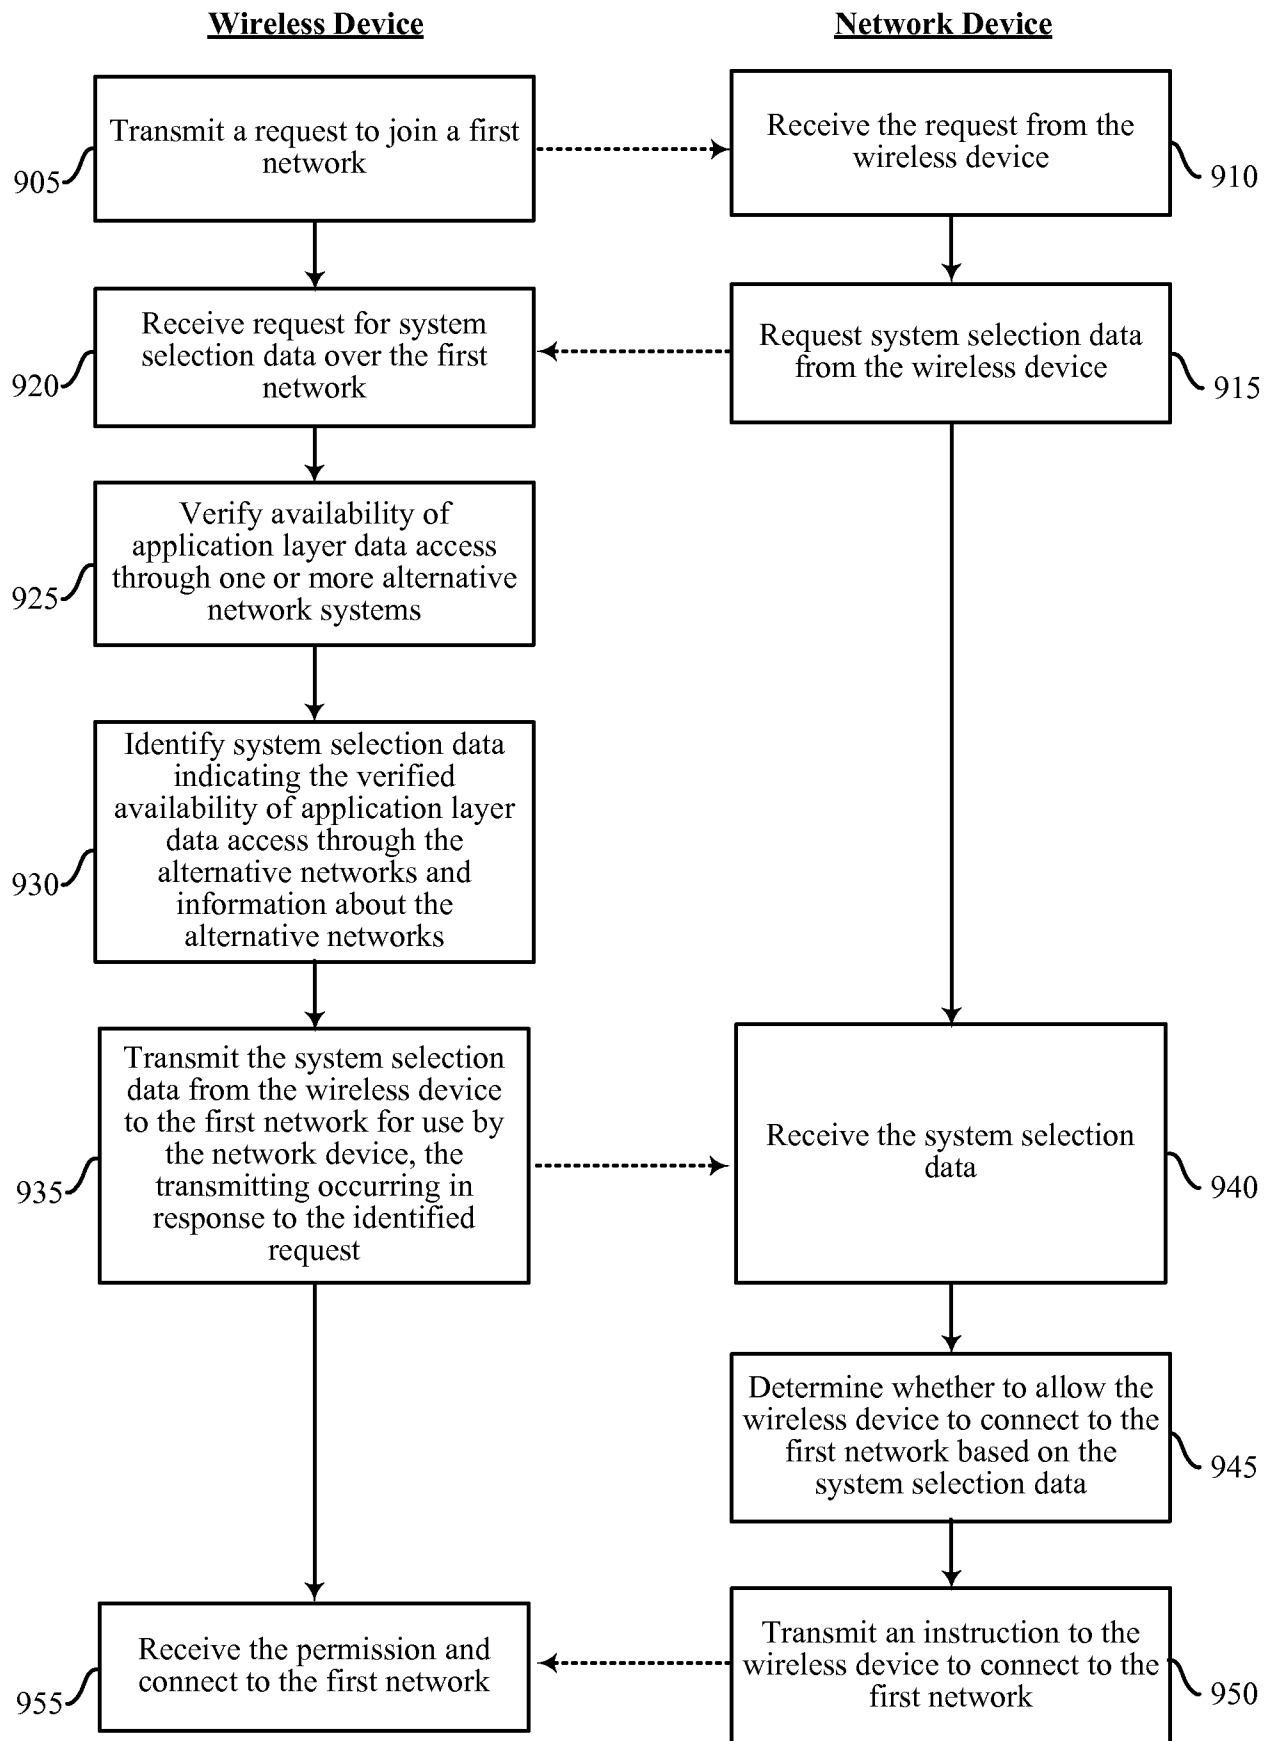 Wireless Device
Network Device
Transmit a request to join a first
network
905
Receive the request from the
wireless device
910
Receive request for system
selection data over the first
network
920
Request system selection data
from the wireless device
915
Verify availability of
application layer data access
through one or more alternative
network systems
925
Identify system selection data
indicating the verified
availability of application layer
data access through the
alternative networks and
information about the
alternative networks
930
Transmit the system selection
data from the wireless device
to the first network for use by
the network device, the
transmitting occurring in
response to the identified
request
935
Receive the system selection
data
940
Determine whether to allow the
wireless device to connect to the
first network based on the
system selection data
945
Receive the permission and
connect to the first network
955
Transmit an instruction to the
wireless device to connect to the
first network
950